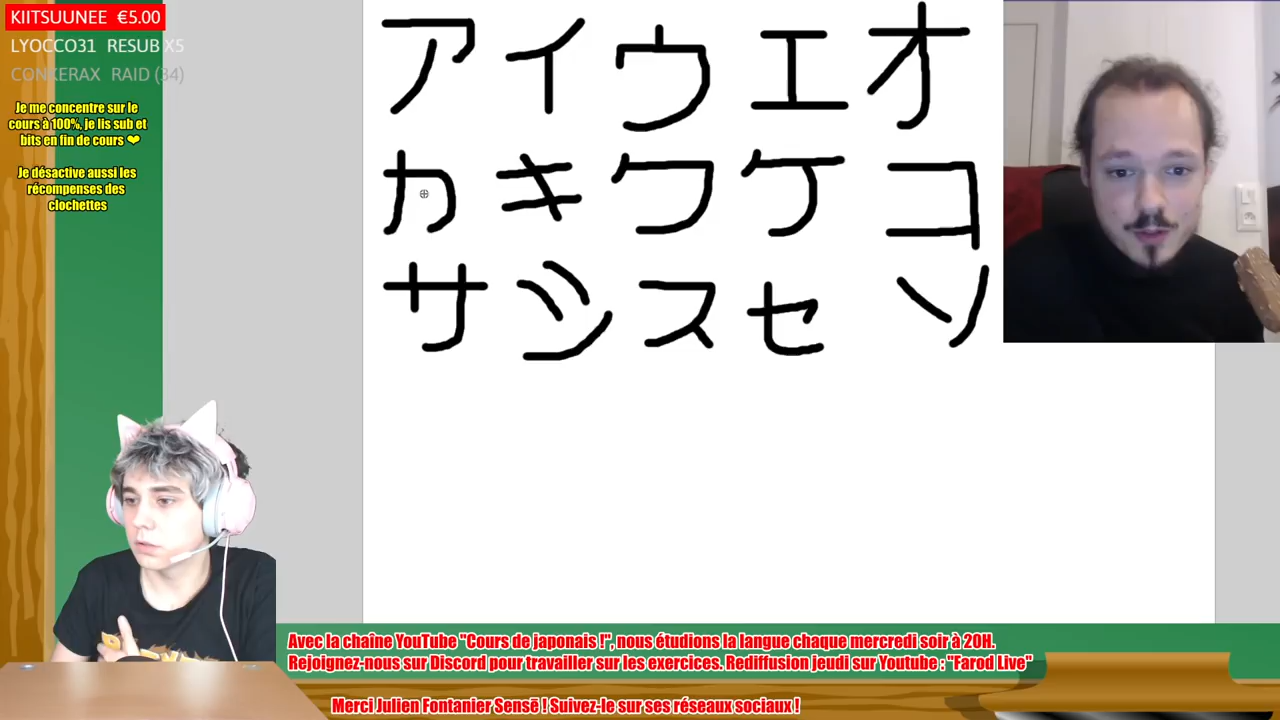 KIITSUUNEE €5.00
LYOCCO31 RESUB X5
CONKERAX RAID (34)
Je me concentre sur le
cours à 100%, je lis sub et
bits en fin de cours ❤
Je désactive aussi les
récompenses des
clochettes
アイウエオ
カキクケコ
サシスセソ
Avec la chaîne YouTube "Cours de japonais !", nous étudions la langue chaque mercredi soir à 20H.
Rejoignez-nous sur Discord pour travailler sur les exercices. Rediffusion jeudi sur Youtube : "Farod Live"
Merci Julien Fontanier Sensē ! Suivez-le sur ses réseaux sociaux !